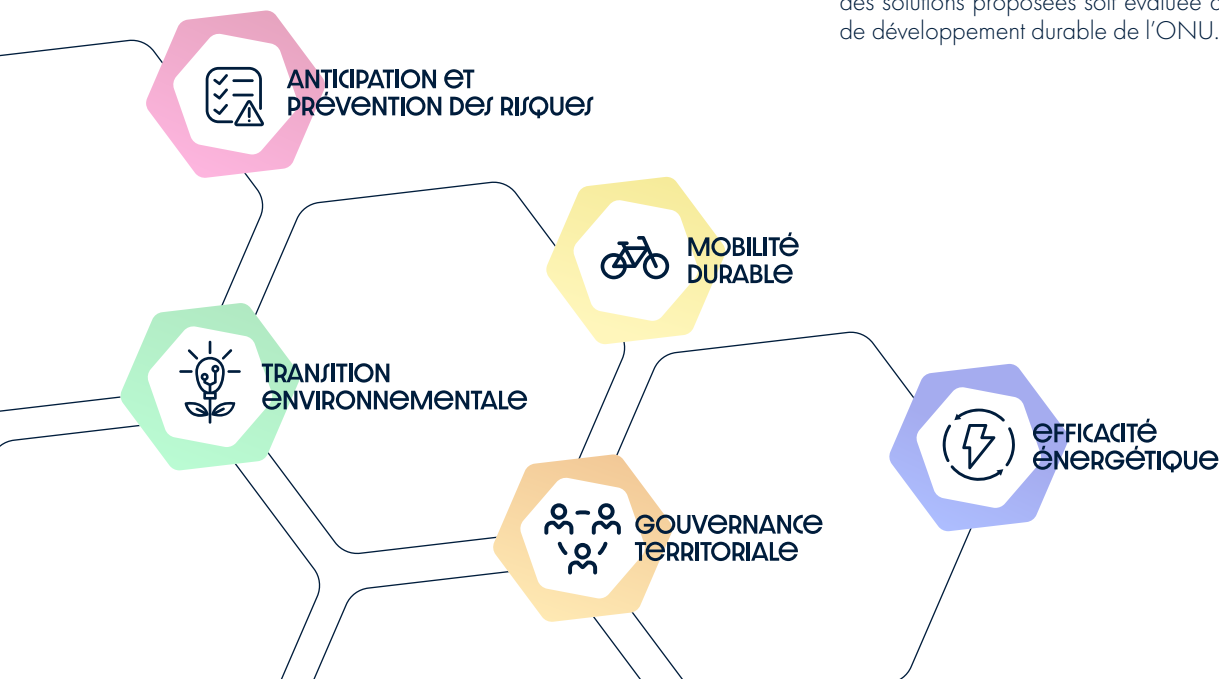 des solutions proposées soit évaluée
de développement durable de l'ONU.
ANTICIPATION ET
PRÉVENTION DES RISQUES
MOBILITÉ
DURABLE
TRANSITION
ENVIRONNEMENTALE
EFFICACITÉ
ÉNERGÉTIQUE
GOUVERNANCE
TERRITORIALE